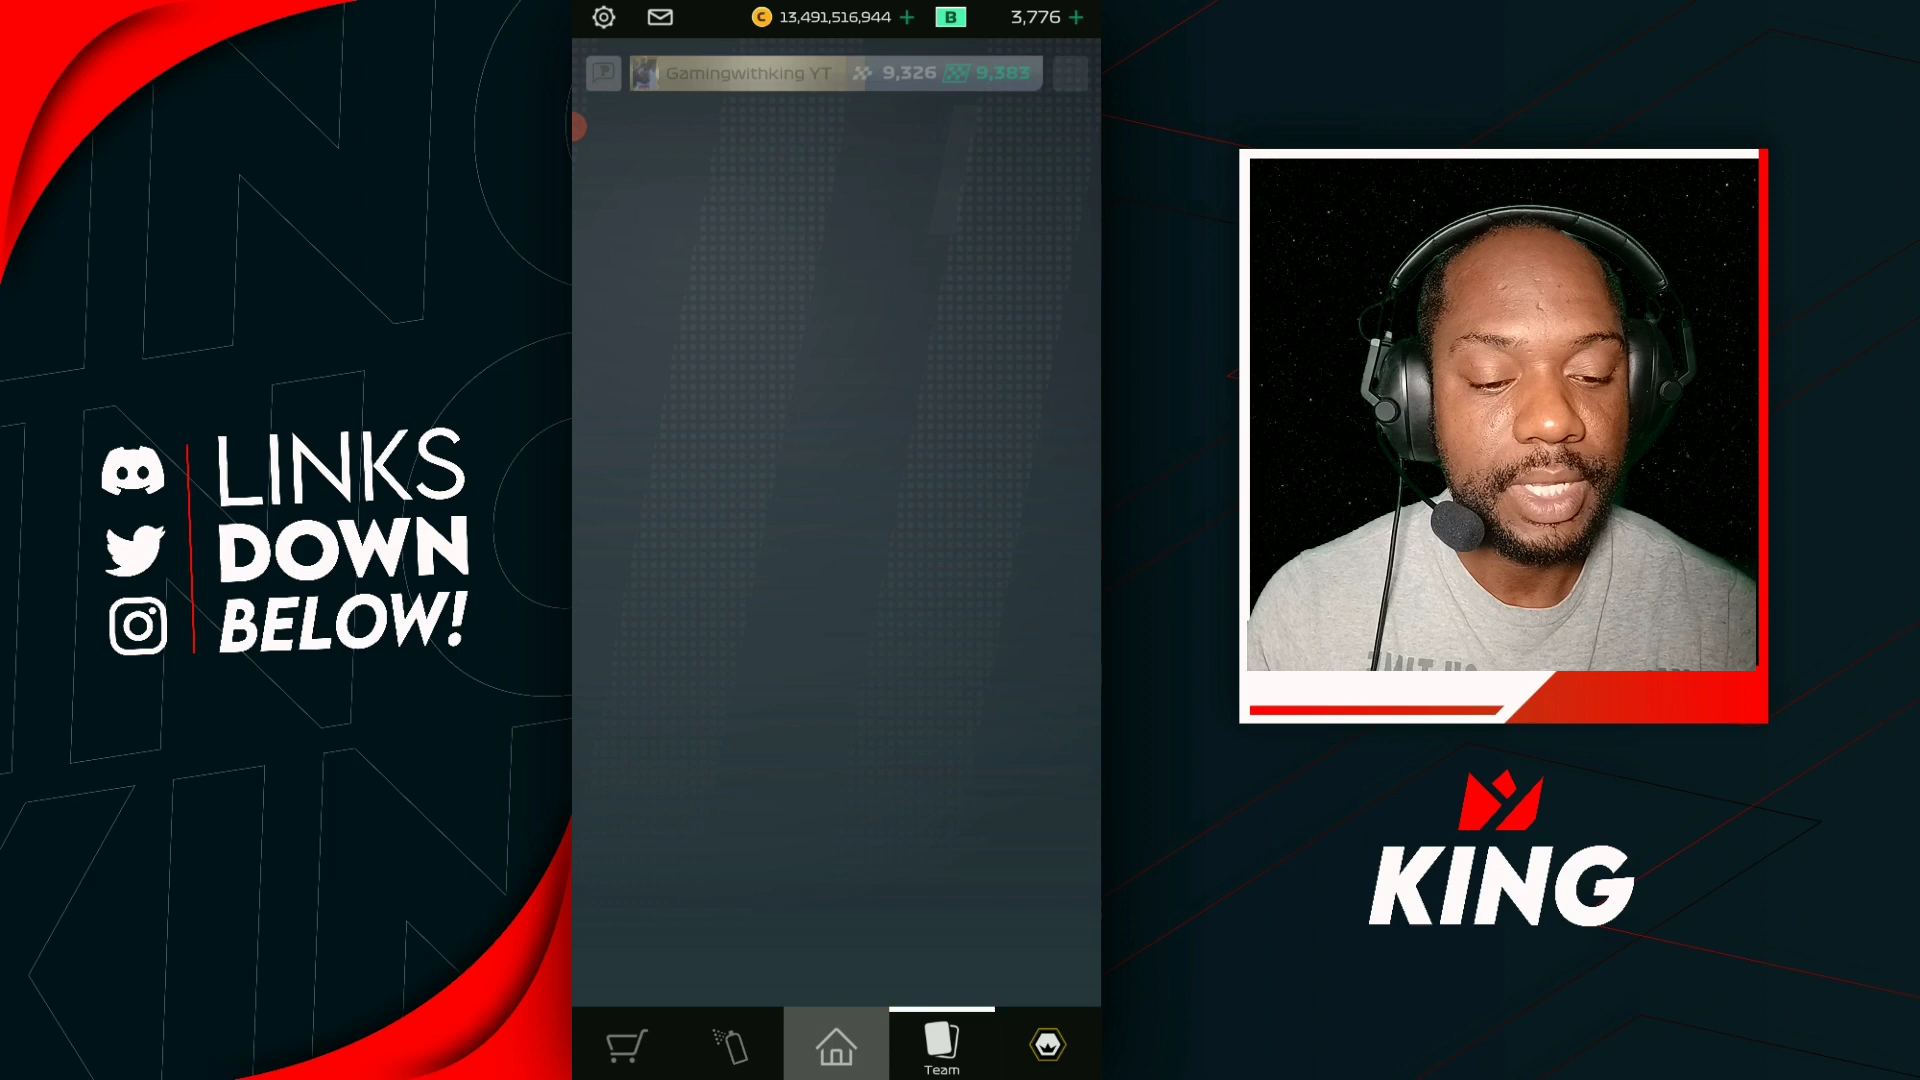 13,491,516,944
B
3,776
Gamingwithking YT
9,326
9,383
LINKS
DOWN
BELOW!
KING
Team